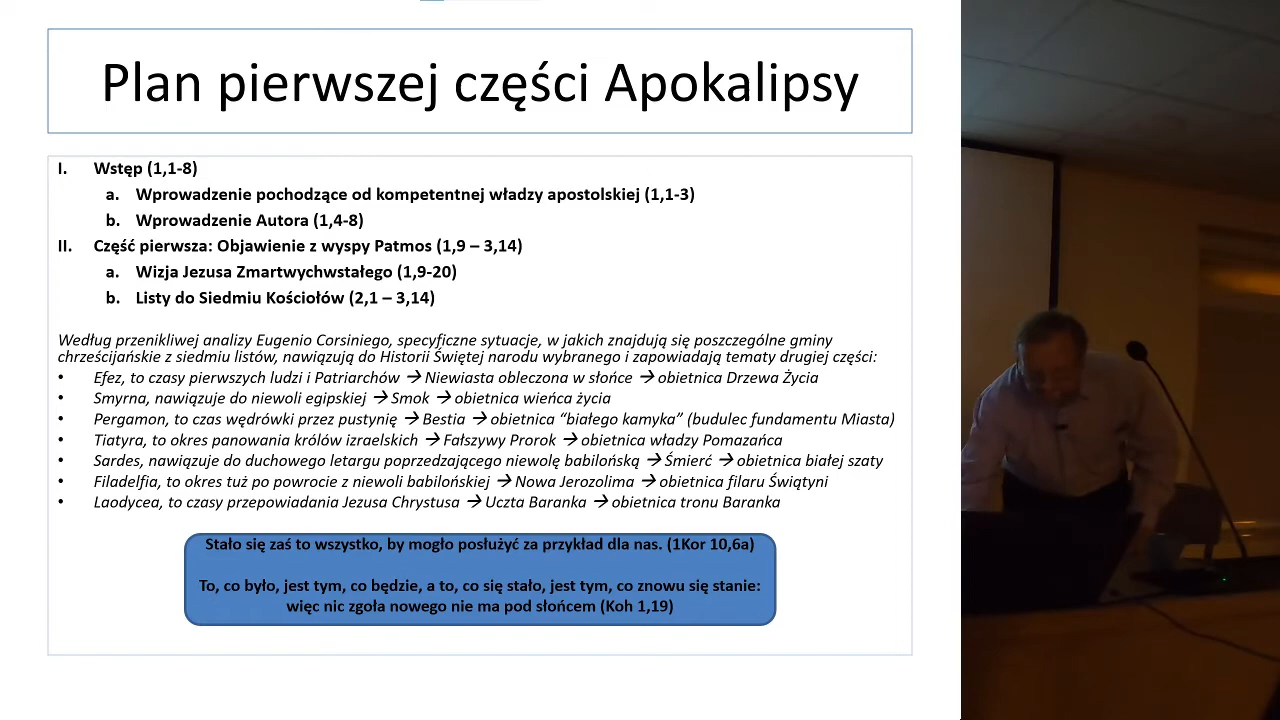 Plan pierwszej części Apokalipsy
I. Wstęp (1,1-8)
a. Wprowadzenie pochodzące od kompetentnej władzy apostolskiej (1,1-3)
b. Wprowadzenie Autora (1,4-8)
II. Część pierwsza: Objawienie z wyspy Patmos (1,9 – 3,14)
a. Wizja Jezusa Zmartwychwstałego (1,9-20)
b. Listy do Siedmiu Kościołów (2,1 – 3,14)
Według przenikliwej analizy Eugenio Corsiniego, specyficzne sytuacje, w jakich znajdują się poszczególne gminy
chrześcijańskie z siedmiu listów, nawiązują do Historii Świętej narodu wybranego i zapowiadają tematy drugiej części:
• Efez, to czasy pierwszych ludzi i Patriarchów → Niewiasta obleczona w słońce → obietnica Drzewa Życia
• Smyrna, nawiązuje do niewoli egipskiej → Smok → obietnica wieńca życia
• Pergamon, to czas wędrówki przez pustynię → Bestia → obietnica “białego kamyka” (budulec fundamentu Miasta)
• Tiatyra, to okres panowania królów izraelskich → Fałszywy Prorok → obietnica władzy Pomazańca
• Sardes, nawiązuje do duchowego letargu poprzedzającego niewolę babilońską → Śmierć → obietnica białej szaty
• Filadelfia, to okres tuż po powrocie z niewoli babilońskiej → Nowa Jerozolima → obietnica filaru Świątyni
• Laodycea, to czasy przepowiadania Jezusa Chrystusa → Uczta Baranka → obietnica tronu Baranka
Stało się zaś to wszystko, by mogło posłużyć za przykład dla nas. (1Kor 10,6a)
To, co było, jest tym, co będzie, a to, co się stało, jest tym, co znowu się stanie:
więc nic zgoła nowego nie ma pod słońcem (Koh 1,19)